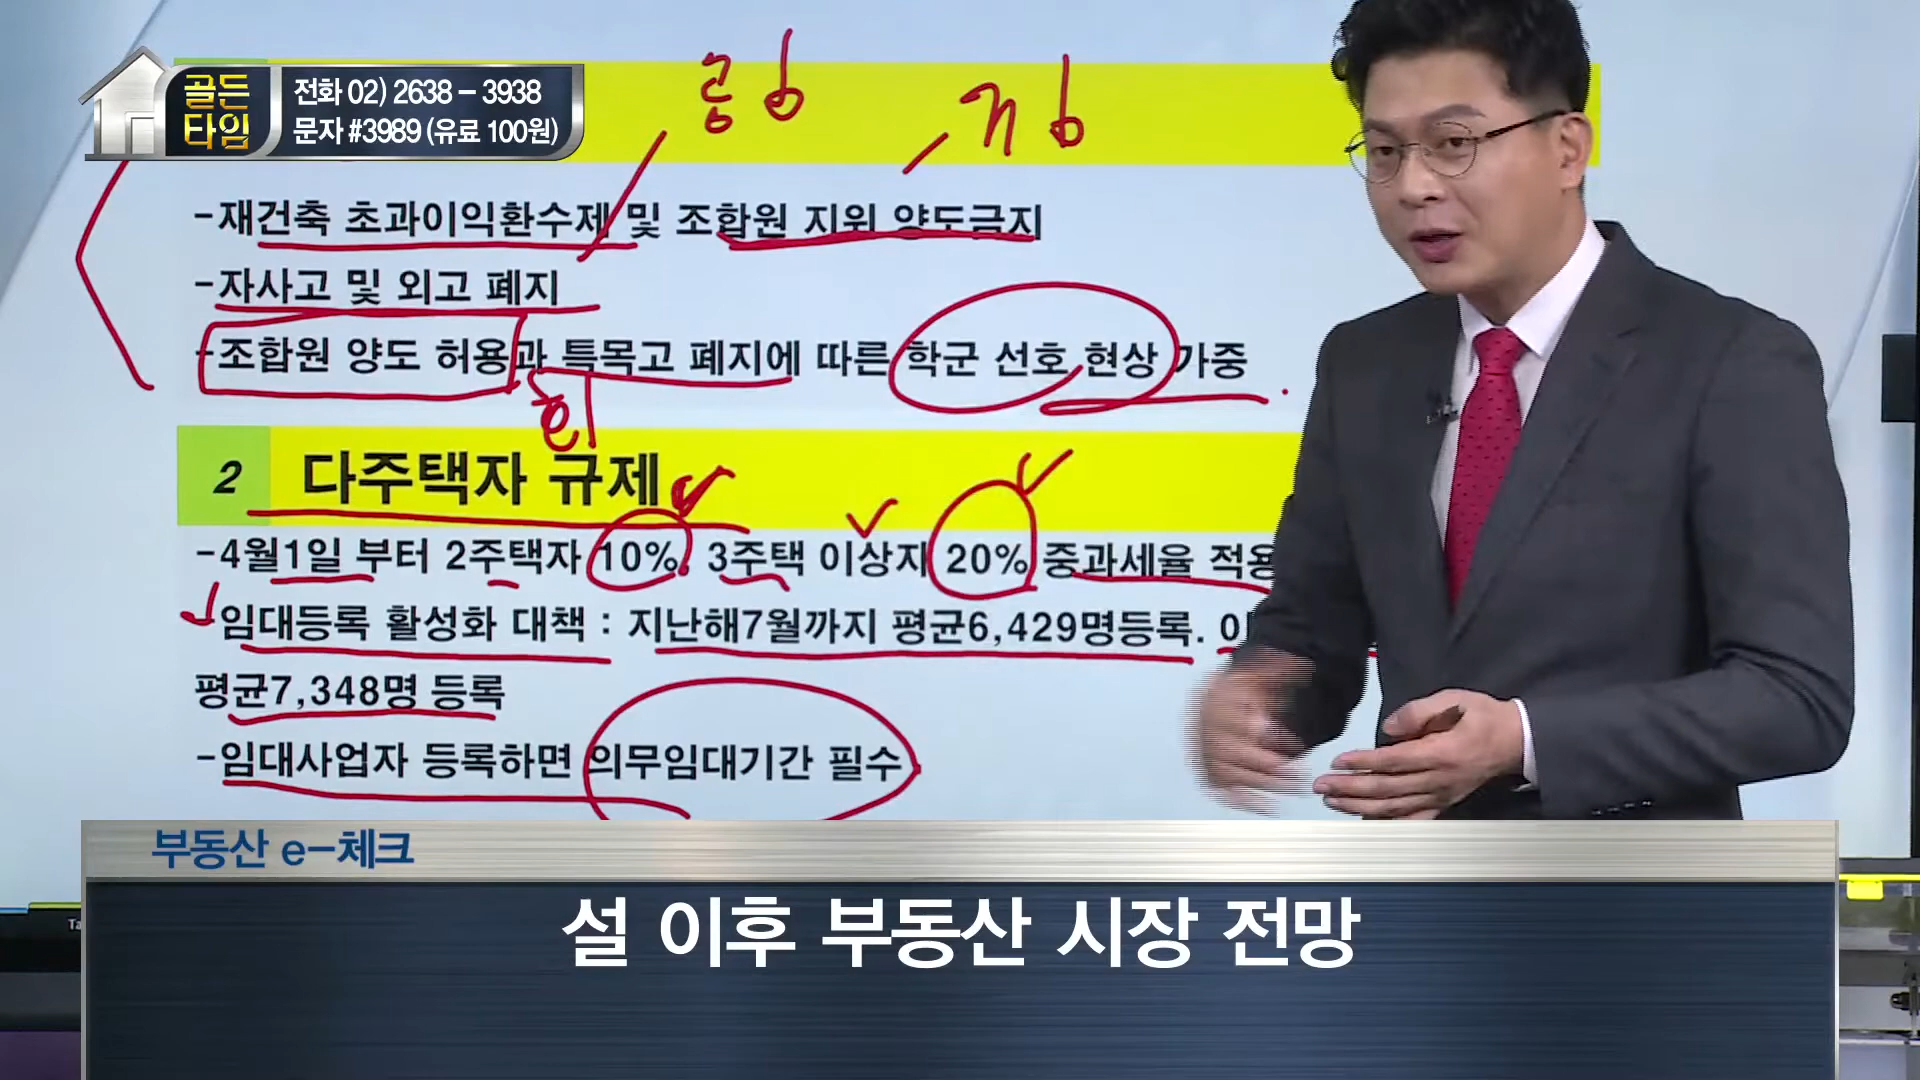 골든
타임
전화 02) 2638 - 3938
문자 #3989 (유료 100원)
-재건축 초과이익환수제 및 조합원 지위 양도금지
-자사고 및 외고 폐지
-조합원 양도 허용과 특목고 폐지에 따른 학군 선호 현상 가중
2 다주택자 규제
-4월1일 부터 2주택자 10%. 3주택 이상자 20% 중과세율 적용
임대등록 활성화 대책 : 지난해7월까지 평균6,429명등록.
평균7,348명 등록
-임대사업자 등록하면 의무임대기간 필수
부동산 e-체크
설 이후 부동산 시장 전망